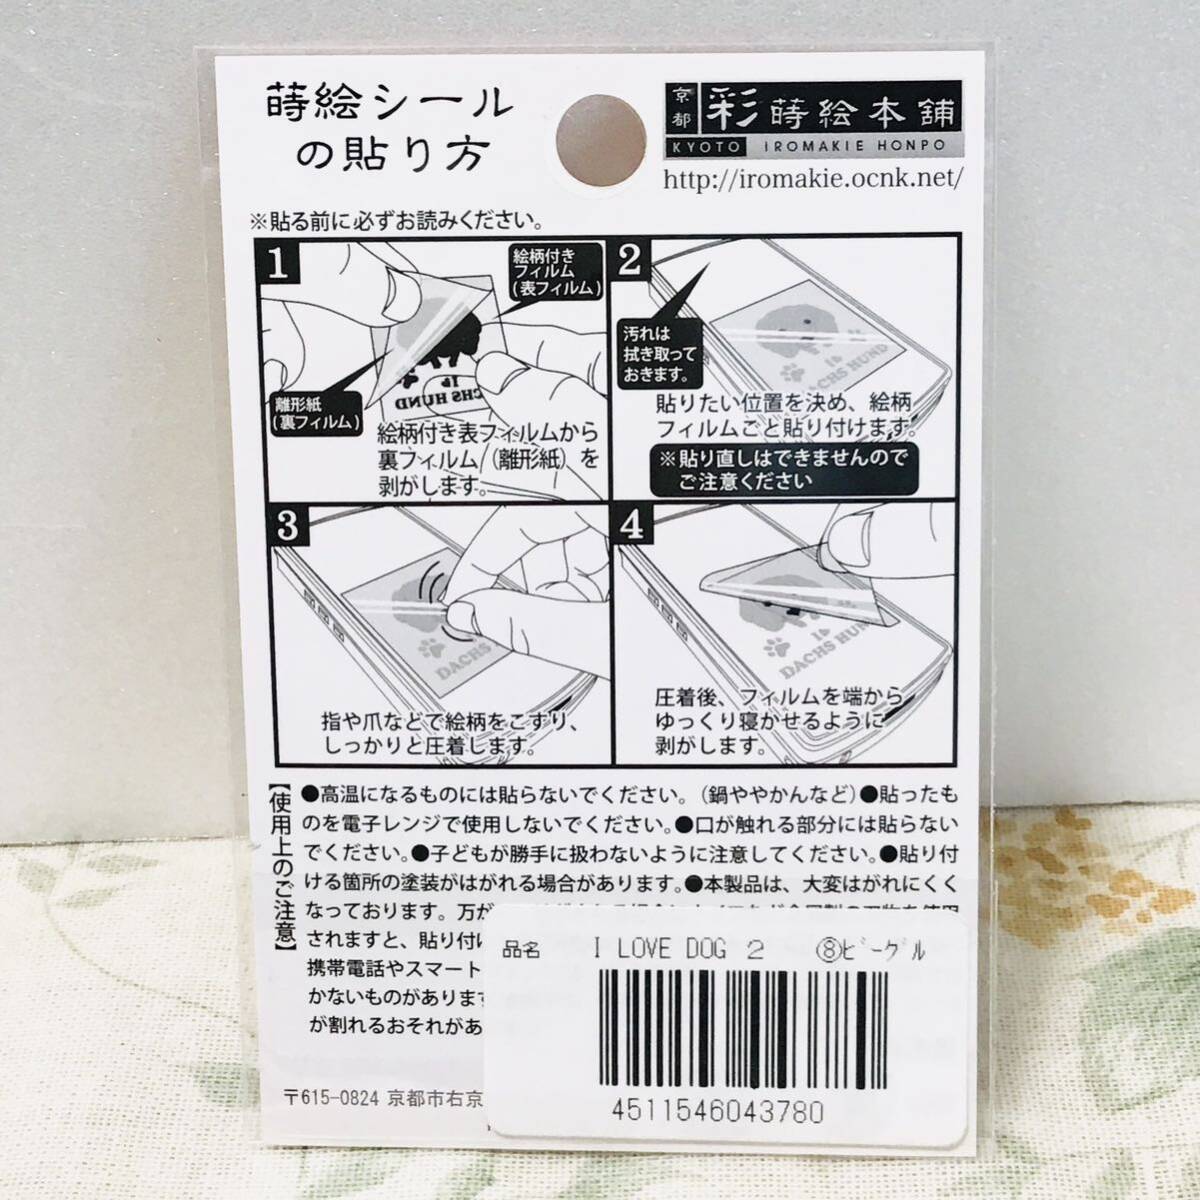 蒔絵シール
の貼り方
京都
彩蒔絵本舗
KYOTO IROMAKIE HONPO
http://iromakie.ocnk.net/
※貼る前に必ずお読みください。
1
絵柄付き
フィルム
(表フィルム)
離形紙
(裏フィルム)
DACHS HUND
絵柄付き表フィルムから
裏フィルム(離形紙)を
剥がします。
2
汚れは
拭き取って
おきます。
DACHS HUND
貼りたい位置を決め、絵柄
フィルムごと貼り付けます。
※貼り直しはできませんので
ご注意ください
3
DACHS H
指や爪などで絵柄をこすり、
しっかりと圧着します。
4
DACHS HUND
圧着後、フィルムを端から
ゆっくり寝かせるように
剥がします。
【使用上のご注意】
●高温になるものには貼らないでください。(鍋ややかんなど)●貼ったも
のを電子レンジで使用しないでください。●口が触れる部分には貼らない
でください。●子どもが勝手に扱わないように注意してください。●貼り付
ける箇所の塗装がはがれる場合があります。●本製品は、大変はがれにくく
なっております。万が
されますと、貼り付け
携帯電話やスマート
かないものがあります
が割れるおそれがあ
〒615-0824 京都市右京
品名 I LOVE DOG 2 ⑧ビーグル
4511546043780